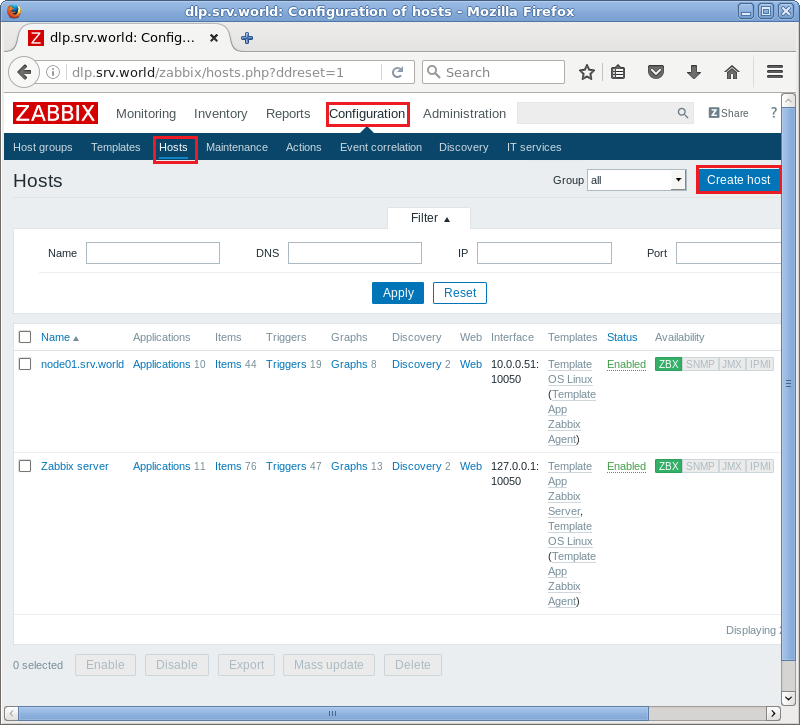 dlp.srv.world: Configuration of hosts - Mozilla Firefox
Z dlp.srv.world: Config...
dlp.srv.world/zabbix/hosts.php?ddreset=1 Search
ZABBIX Monitoring Inventory Reports Configuration Administration Z Share ?
Host groups Templates Hosts Maintenance Actions Event correlation Discovery IT services
Hosts Group all Create host
Filter
Name DNS IP Port
Apply Reset
Name Applications Items Triggers Graphs Discovery Web Interface Templates Status Availability
node01.srv.world Applications 10 Items 44 Triggers 19 Graphs 8 Discovery 2 Web 10.0.0.51: Template Enabled ZBX SNMP JMX IPMI
10050 OS Linux
(Template
App
Zabbix
Agent)
Zabbix server Applications 11 Items 76 Triggers 47 Graphs 13 Discovery 2 Web 127.0.0.1: Template Enabled ZBX SNMP JMX IPMI
10050 App
Zabbix
Server,
Template
OS Linux
(Template
App
Zabbix
Agent)
Displaying
0 selected Enable Disable Export Mass update Delete